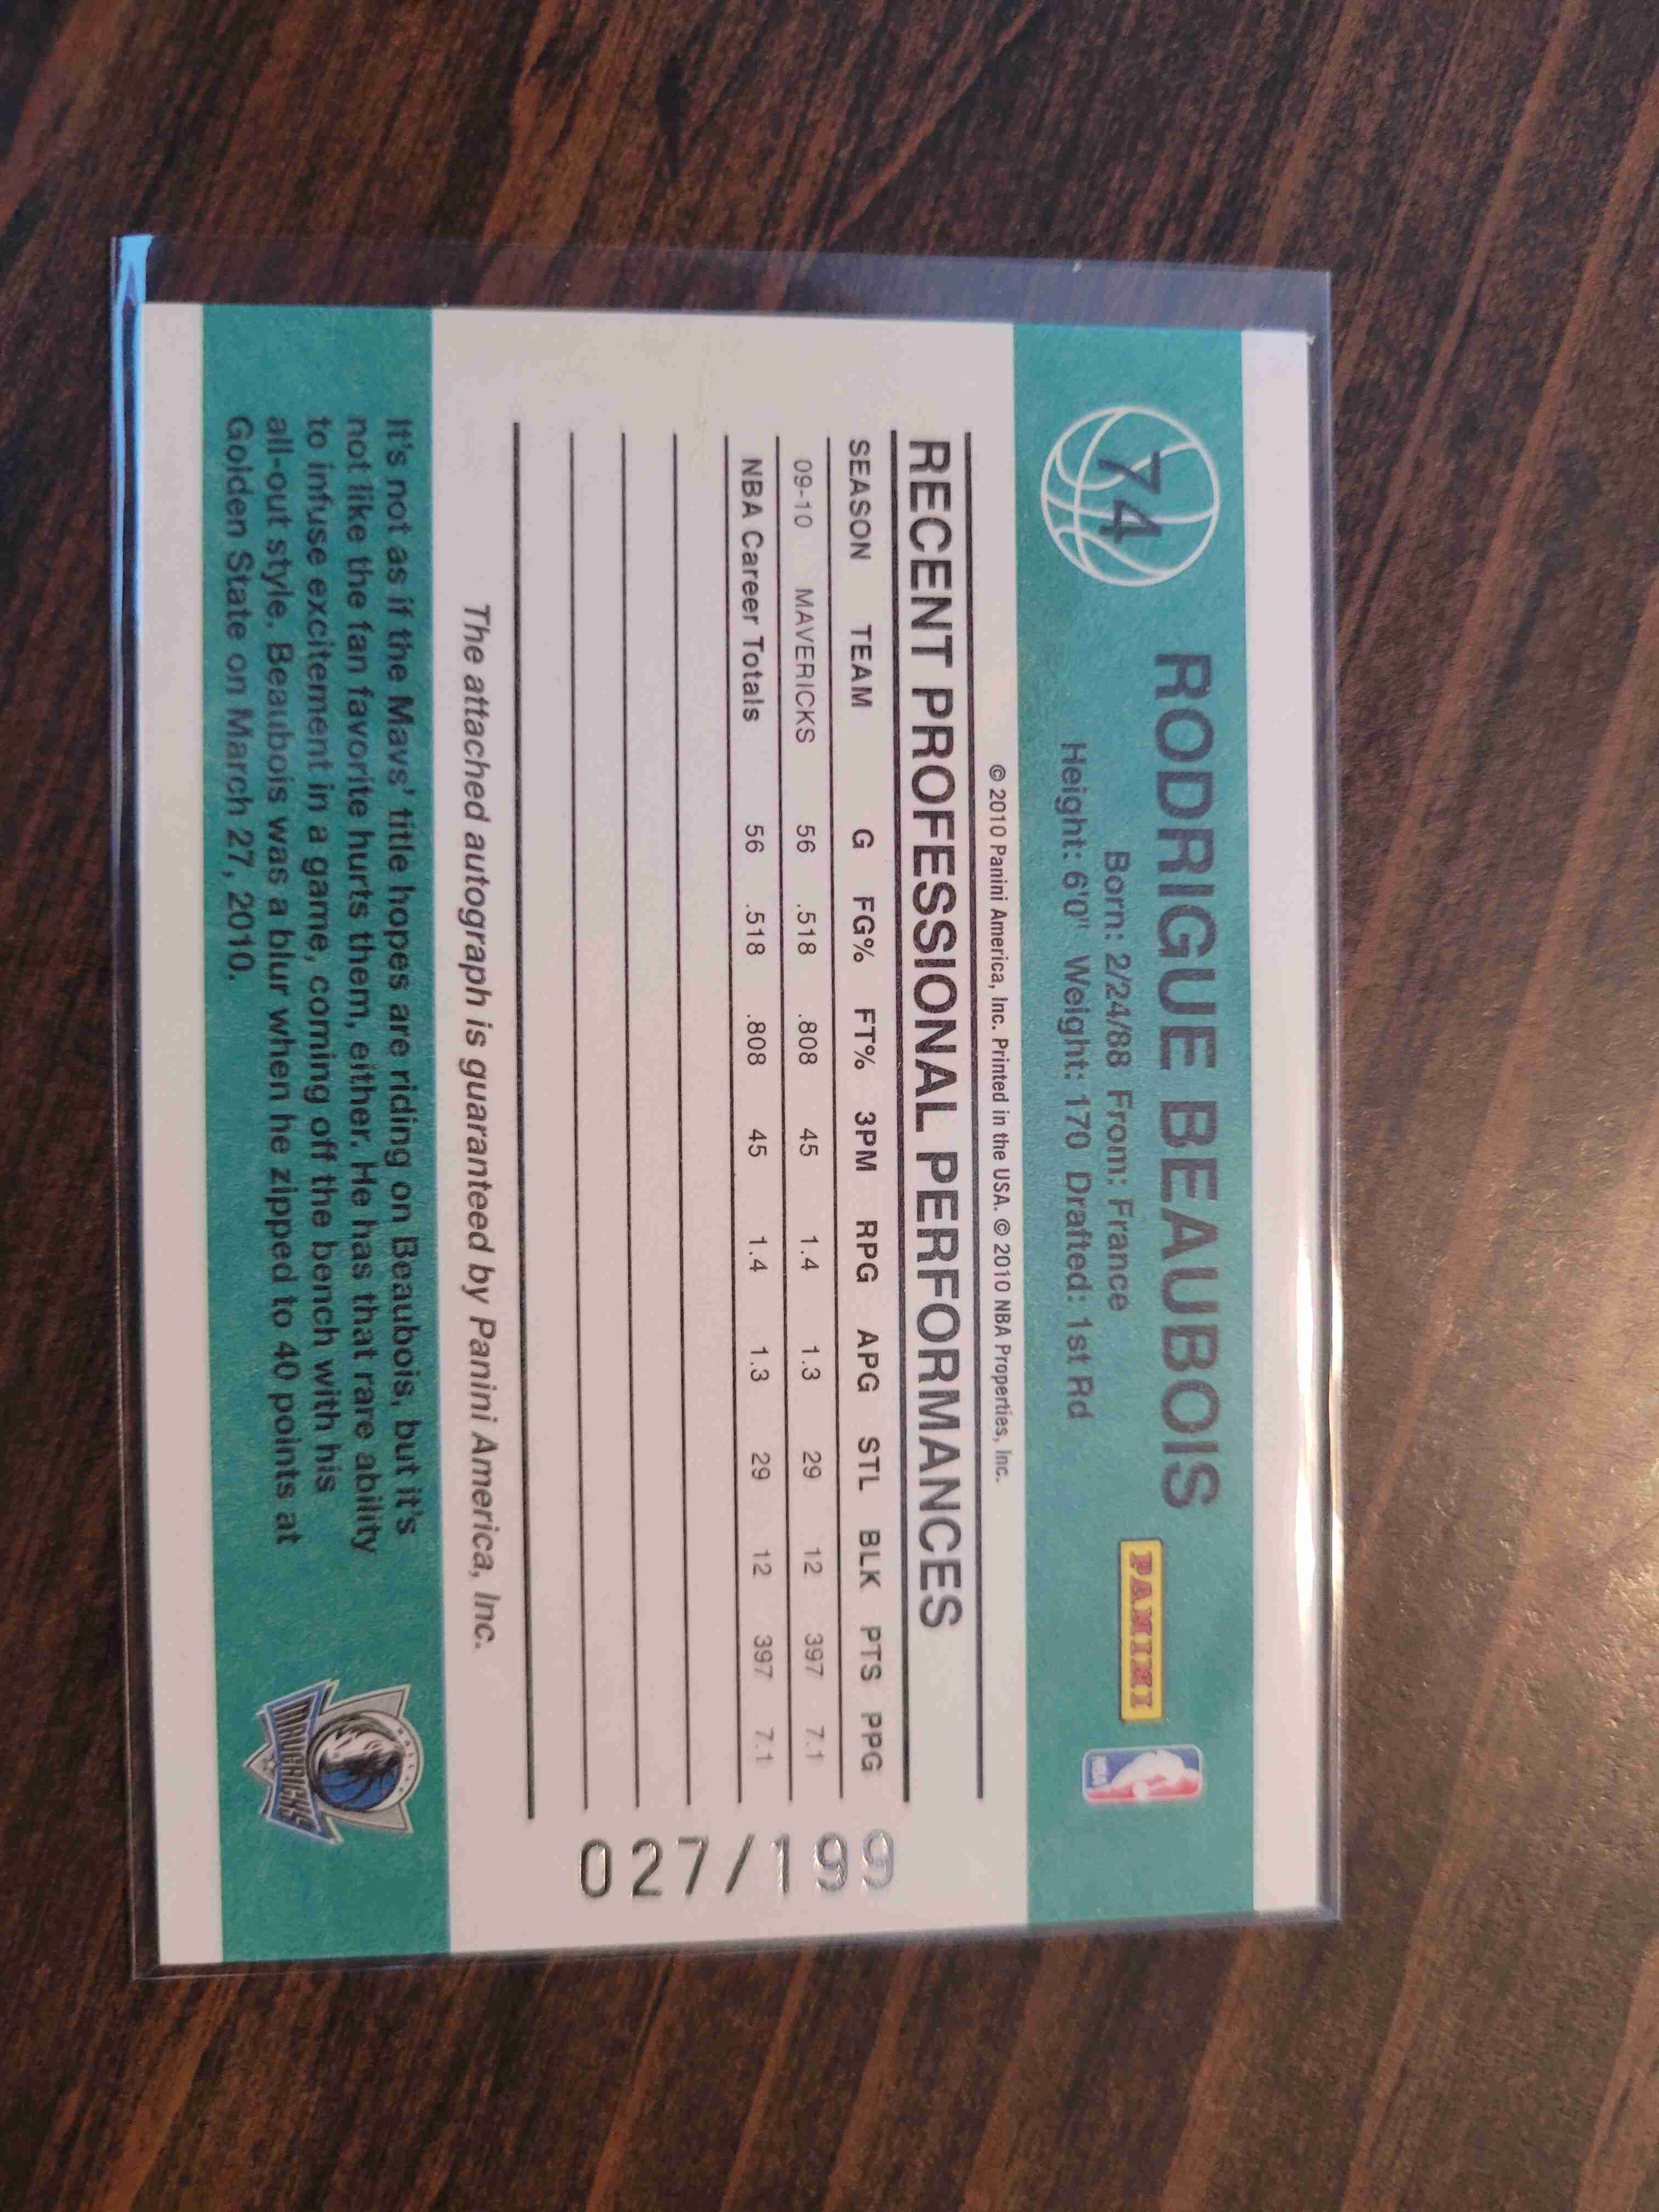 74
RODRIGUE BEAUBOIS
Born: 2/24/88 From: France
Height: 6'0" Weight: 170 Drafted: 1st Rd
PANINI
NBA
© 2010 Panini America, Inc. Printed in the USA. © 2010 NBA Properties, Inc.
RECENT PROFESSIONAL PERFORMANCES
SEASON TEAM G FG% FT% 3PM RPG APG STL BLK PTS PPG
09-10 MAVERICKS 56 .518 .808 45 1.4 1.3 29 12 397 7.1
NBA Career Totals 56 .518 .808 45 1.4 1.3 29 12 397 7.1
027/199
The attached autograph is guaranteed by Panini America, Inc.
It's not as if the Mavs' title hopes are riding on Beaubois, but it's
not like the fan favorite hurts them, either. He has that rare ability
to infuse excitement in a game, coming off the bench with his
all-out style. Beaubois was a blur when he zipped to 40 points at
Golden State on March 27, 2010.
DALLAS
MAVERICKS